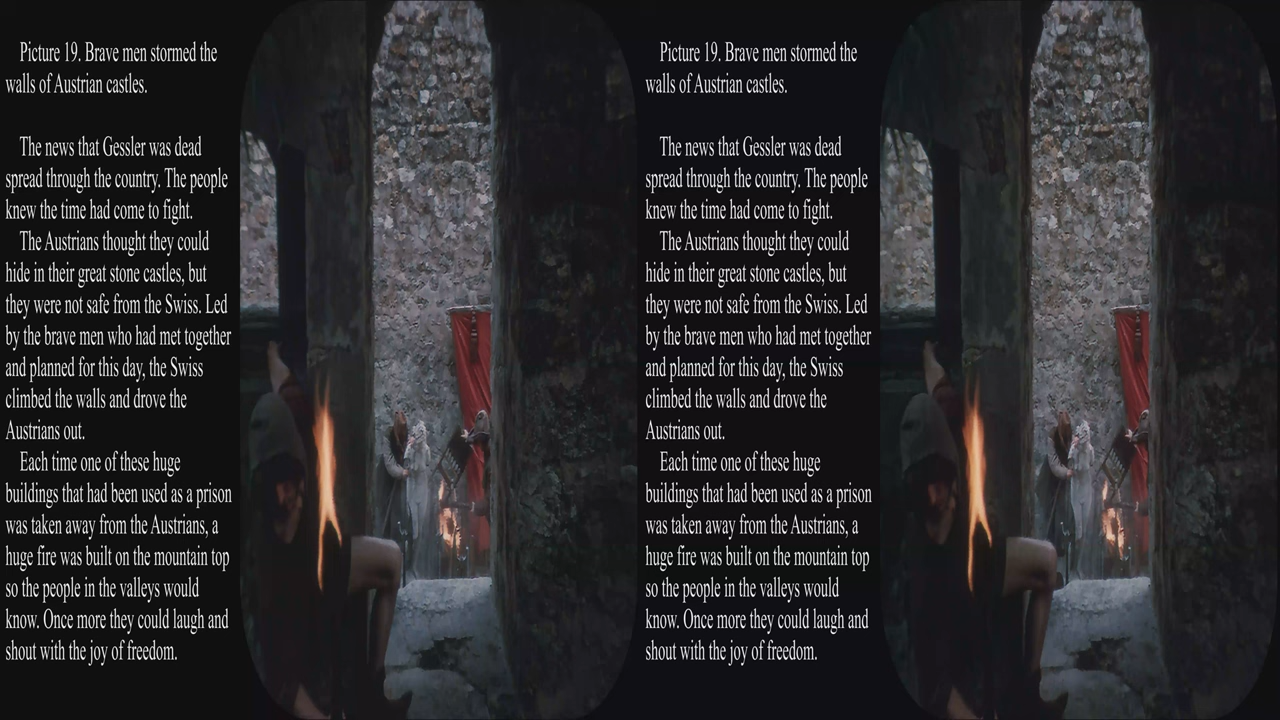 Picture 19. Brave men stormed the
walls of Austrian castles.
The news that Gessler was dead
spread through the country. The people
knew the time had come to fight.
The Austrians thought they could
hide in their great stone castles, but
they were not safe from the Swiss. Led
by the brave men who had met together
and planned for this day, the Swiss
climbed the walls and drove the
Austrians out.
Each time one of these huge
buildings that had been used as a prison
was taken away from the Austrians, a
huge fire was built on the mountain top
so the people in the valleys would
know. Once more they could laugh and
shout with the joy of freedom.
Picture 19. Brave men stormed the
walls of Austrian castles.
The news that Gessler was dead
spread through the country. The people
knew the time had come to fight.
The Austrians thought they could
hide in their great stone castles, but
they were not safe from the Swiss. Led
by the brave men who had met together
and planned for this day, the Swiss
climbed the walls and drove the
Austrians out.
Each time one of these huge
buildings that had been used as a prison
was taken away from the Austrians, a
huge fire was built on the mountain top
so the people in the valleys would
know. Once more they could laugh and
shout with the joy of freedom.